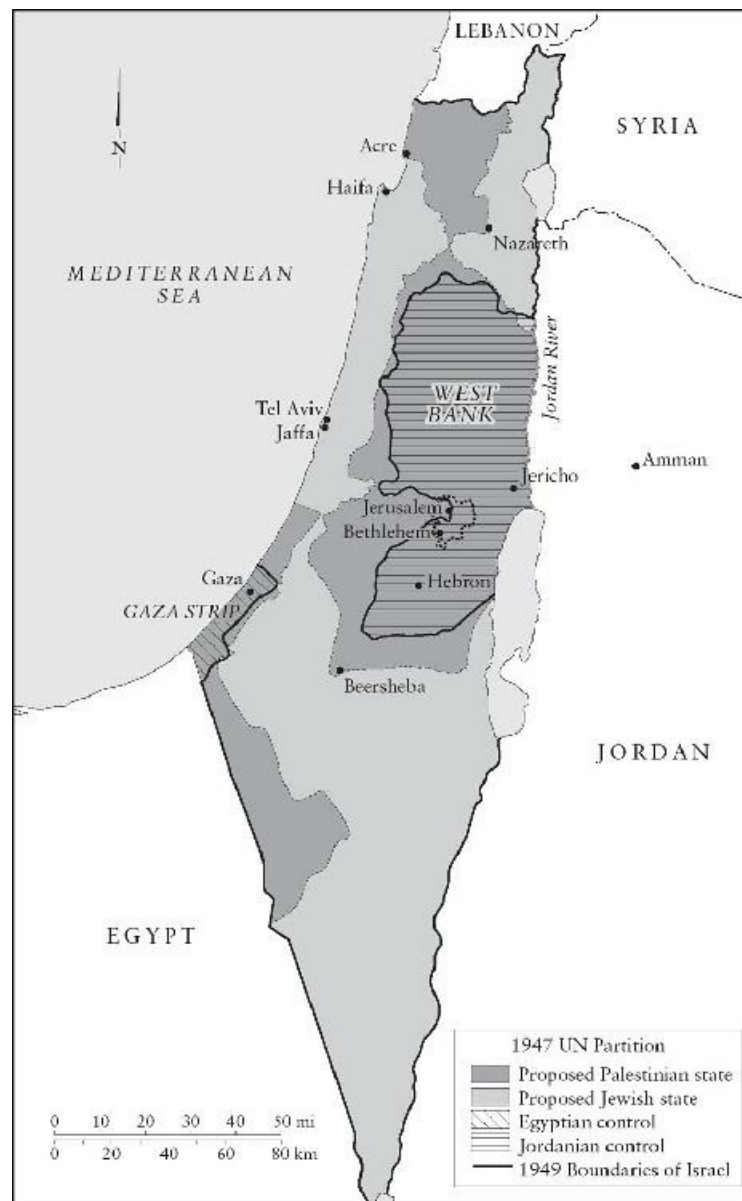 LEBANON
SYRIA
N
Acre
Haifa
Nazareth
MEDITERRANEAN
SEA
Jordan River
WEST
BANK
Tel Aviv
Jaffa
Amman
Jericho
Jerusalem
Bethlehem
Gaza
Hebron
GAZA STRIP
Beersheba
JORDAN
EGYPT
1947 UN Partition
Proposed Palestinian state
Proposed Jewish state
Egyptian control
Jordanian control
1949 Boundaries of Israel
0 10 20 30 40 50 mi
0 20 40 60 80 km